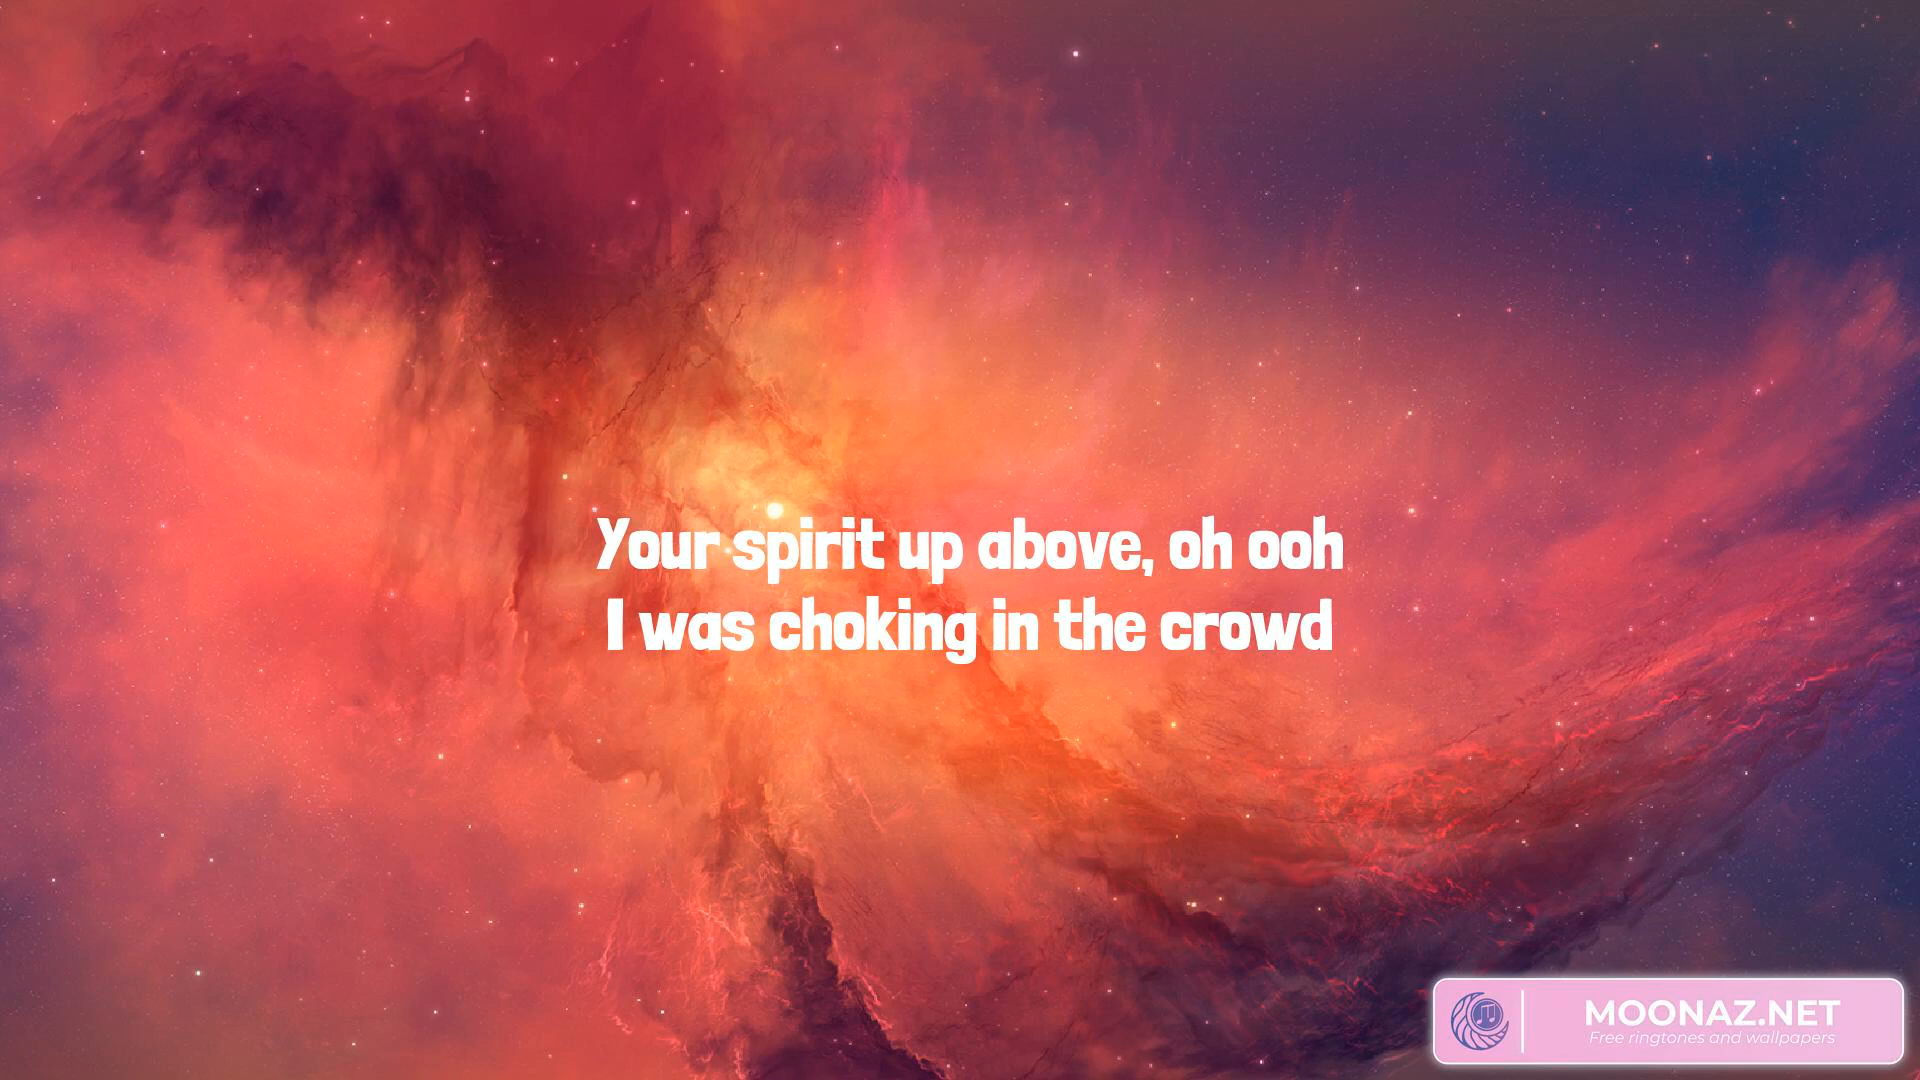 Your spirit up above, oh ooh
I was choking in the crowd
MOONAZ.NET
Free ringtones and wallpapers